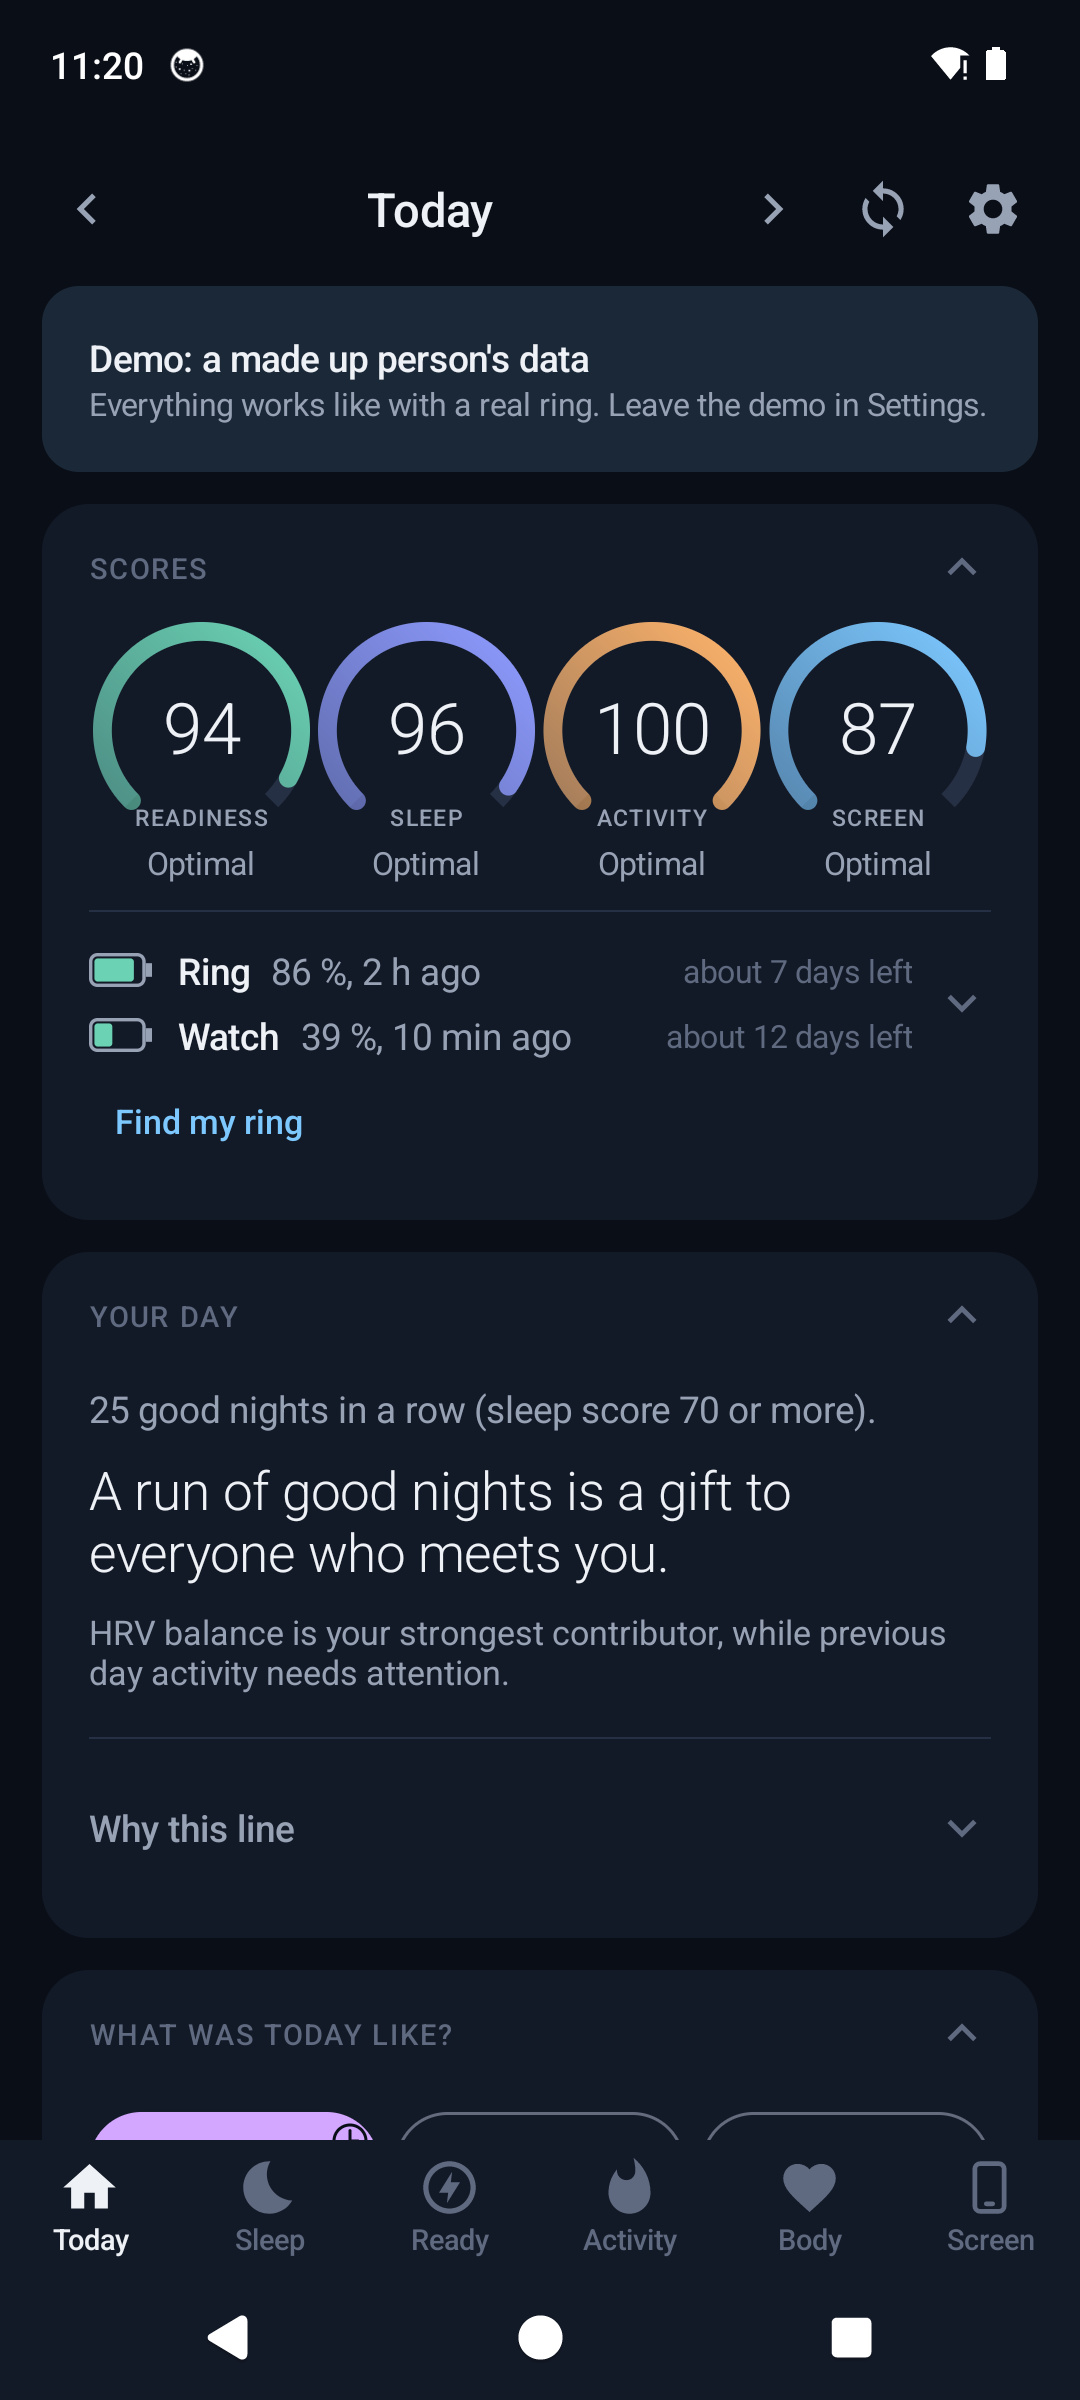 11:20
Today
Demo: a made up person's data
Everything works like with a real ring. Leave the demo in Settings.
SCORES
94 96 100 87
READINESS SLEEP ACTIVITY SCREEN
Optimal Optimal Optimal Optimal
Ring 86 %, 2 h ago about 7 days left
Watch 39 %, 10 min ago about 12 days left
Find my ring
YOUR DAY
25 good nights in a row (sleep score 70 or more).
A run of good nights is a gift to
everyone who meets you.
HRV balance is your strongest contributor, while previous
day activity needs attention.
Why this line
WHAT WAS TODAY LIKE?
Today Sleep Ready Activity Body Screen